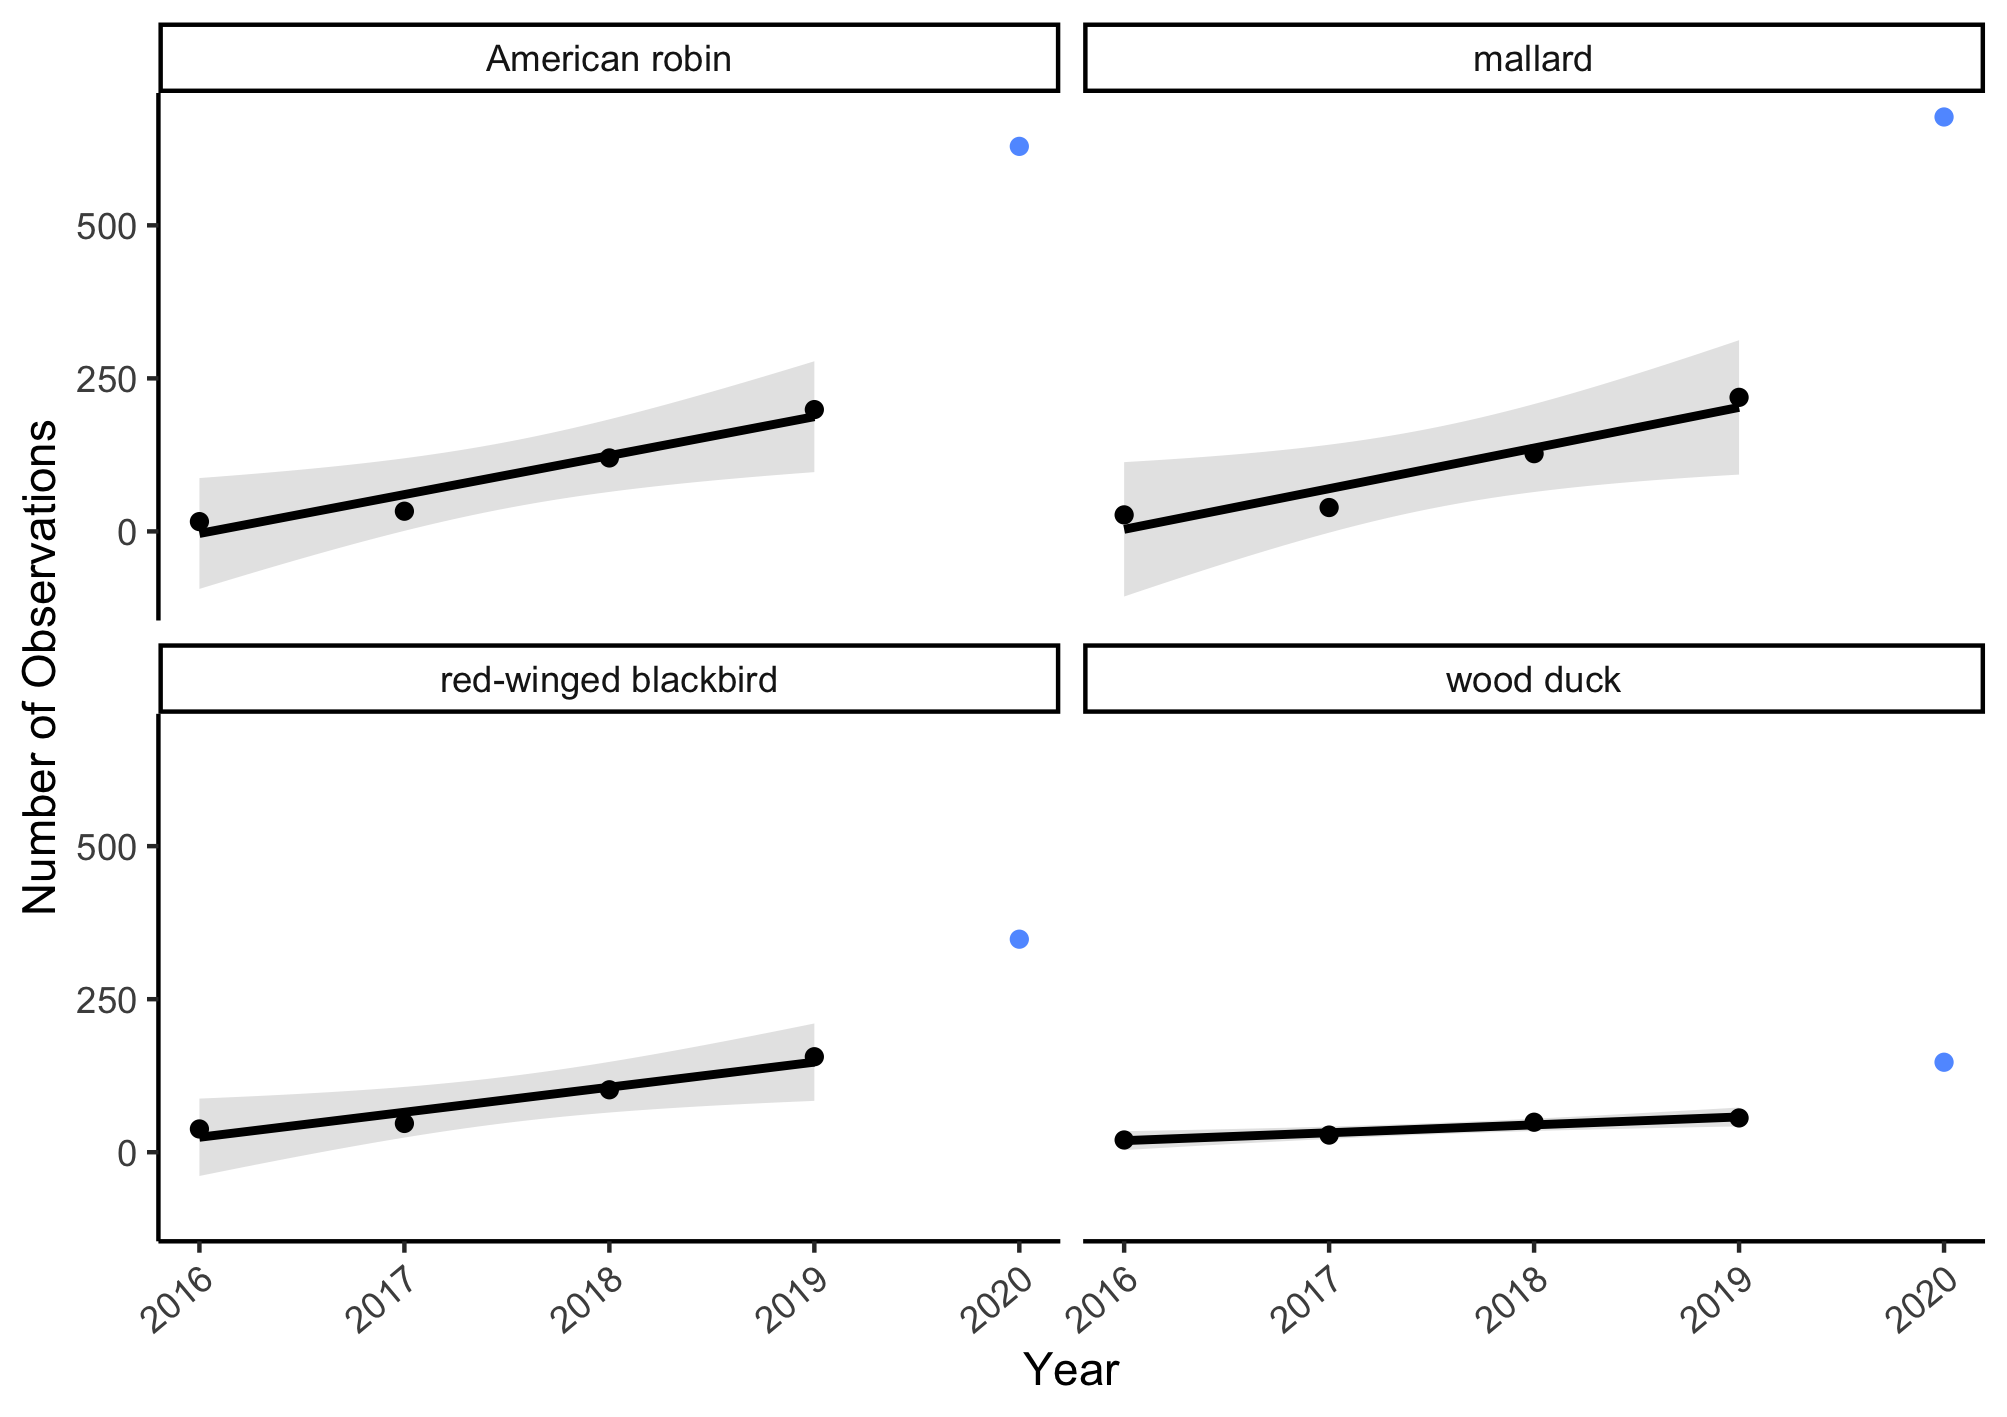 American robin
mallard
500
250
0
red-winged blackbird
wood duck
500
250
0
2016 2017 2018 2019 2020 2016 2017 2018 2019 2020
Year
Number of Observations